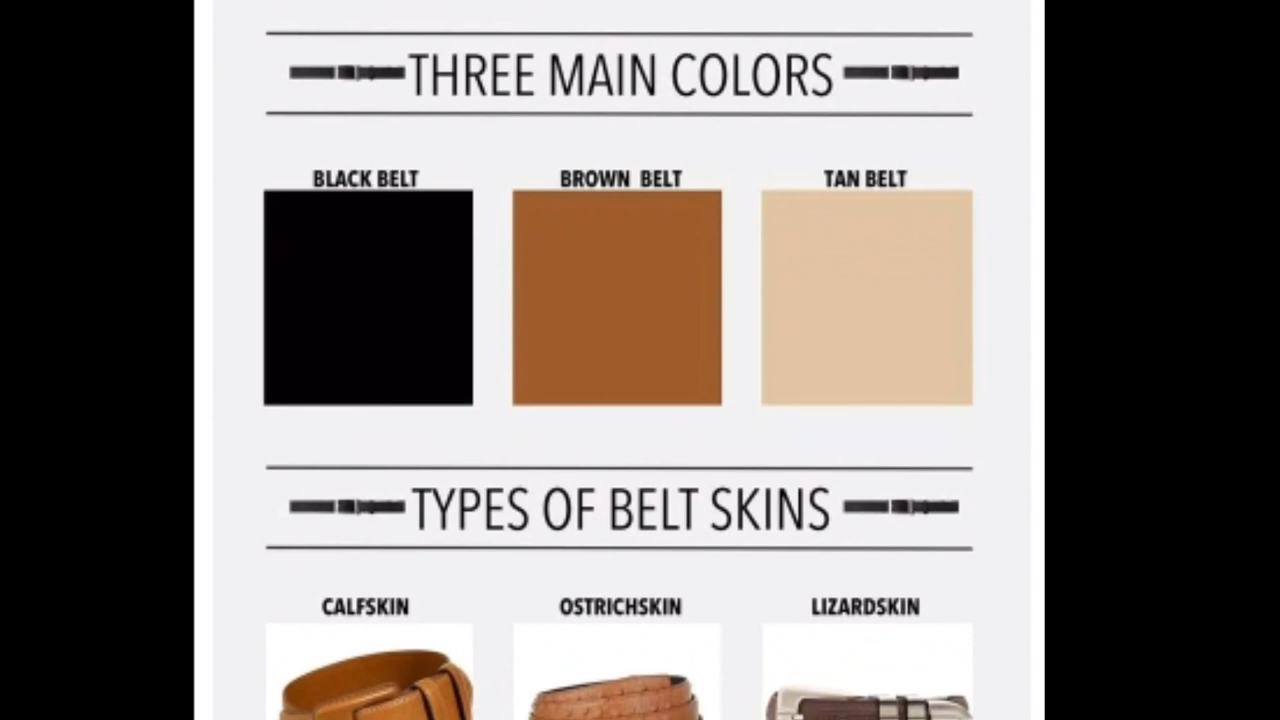 THREE MAIN COLORS
BLACK BELT
BROWN BELT
TAN BELT
TYPES OF BELT SKINS
CALFSKIN
OSTRICHSKIN
LIZARDSKIN